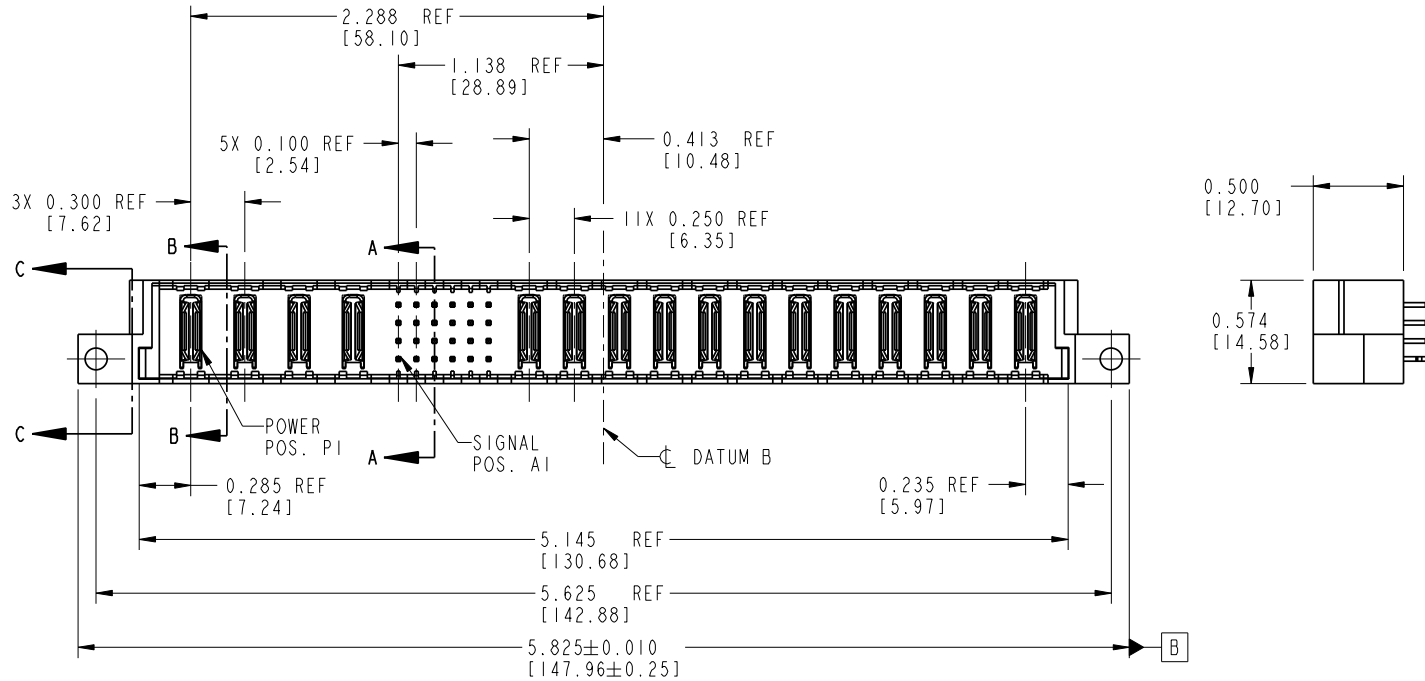 2.288 REF
[58.10]
1.138 REF
[28.89]
5X 0.100 REF
[2.54]
0.413 REF
[10.48]
3X 0.300 REF
[7.62]
11X 0.250 REF
[6.35]
0.500
[12.70]
B
A
C
0.574
[14.58]
C
B
POWER
POS. P1
A
SIGNAL
POS. A1
℄ DATUM B
0.285 REF
[7.24]
0.235 REF
[5.97]
5.145 REF
[130.68]
5.625 REF
[142.88]
5.825±0.010
[147.96±0.25]
B